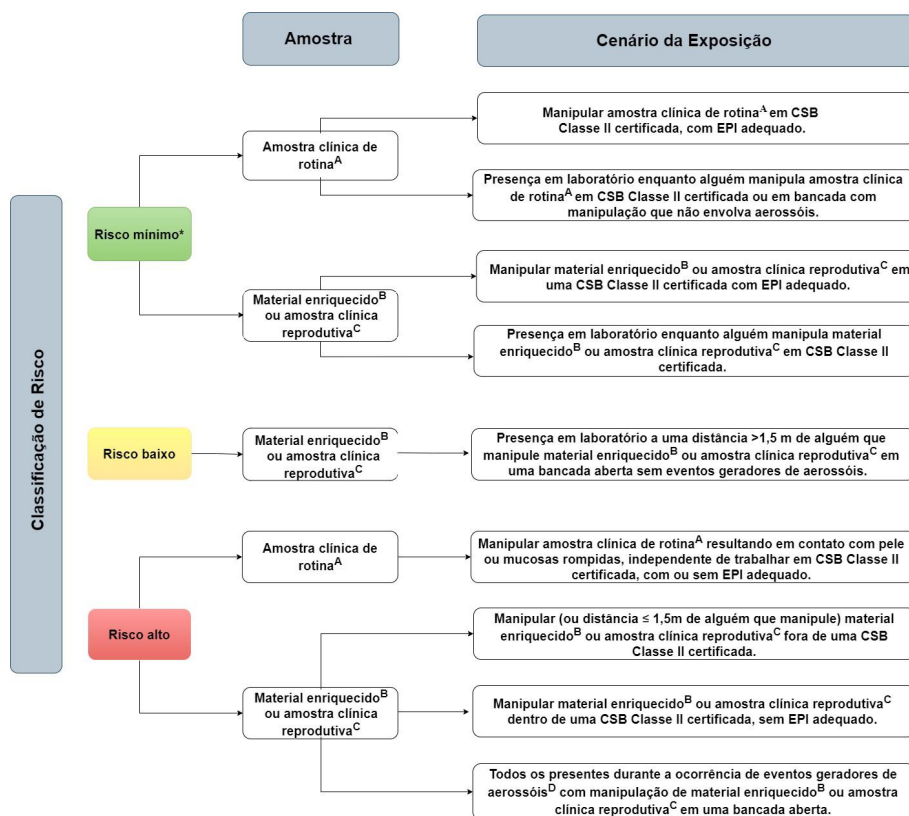 Amostra
Cenário da Exposição
Classificação de Risco
Risco mínimo*
Amostra clínica de
rotinaA
Manipular amostra clínica de rotinaA em CSB
Classe II certificada, com EPI adequado.
Presença em laboratório enquanto alguém manipula amostra clínica
de rotinaA em CSB Classe II certificada ou em bancada com
manipulação que não envolva aerossóis.
Material enriquecidoB
ou amostra clínica
reprodutivaC
Manipular material enriquecidoB ou amostra clínica reprodutivaC em
uma CSB Classe II certificada com EPI adequado.
Presença em laboratório enquanto alguém manipula material
enriquecidoB ou amostra clínica reprodutivaC em CSB Classe II
certificada.
Risco baixo
Material enriquecidoB
ou amostra clínica
reprodutivaC
Presença em laboratório a uma distância >1,5 m de alguém que
manipule material enriquecidoB ou amostra clínica reprodutivaC em
uma bancada aberta sem eventos geradores de aerossóis.
Risco alto
Amostra clínica de
rotinaA
Manipular amostra clínica de rotinaA resultando em contato com pele
ou mucosas rompidas, independente de trabalhar em CSB Classe II
certificada, com ou sem EPI adequado.
Material enriquecidoB
ou amostra clínica
reprodutivaC
Manipular (ou distância ≤ 1,5m de alguém que manipule) material
enriquecidoB ou amostra clínica reprodutivaC fora de uma CSB
Classe II certificada.
Manipular material enriquecidoB ou amostra clínica reprodutivaC
dentro de uma CSB Classe II certificada, sem EPI adequado.
Todos os presentes durante a ocorrência de eventos geradores de
aerossóisD com manipulação de material enriquecidoB ou amostra
clínica reprodutivaC em uma bancada aberta.